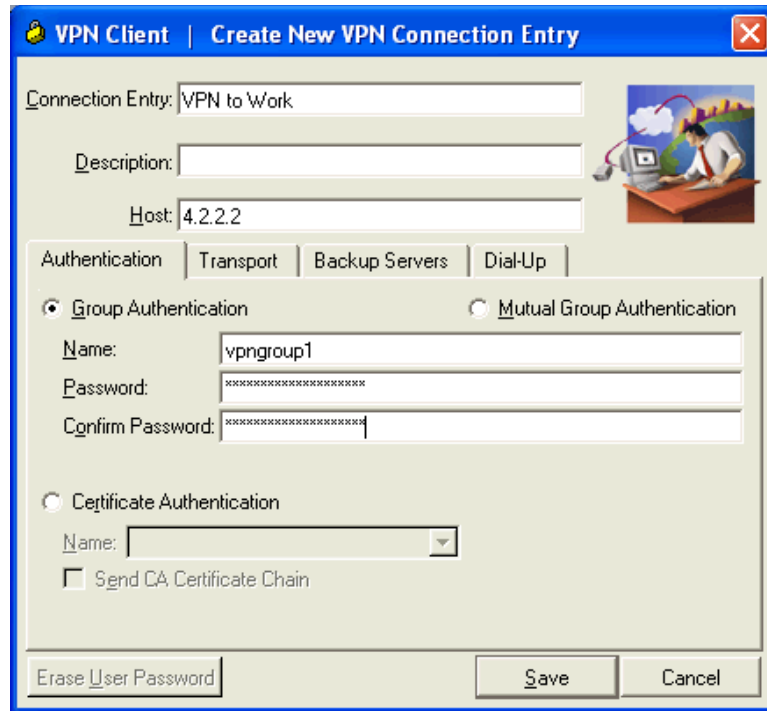 VPN Client | Create New VPN Connection Entry
Connection Entry: VPN to Work
Description:
Host: 4.2.2.2
Authentication Transport Backup Servers Dial-Up
Group Authentication Mutual Group Authentication
Name: vpngroup1
Password: ********************
Confirm Password: ********************
Certificate Authentication
Name:
Send CA Certificate Chain
Erase User Password Save Cancel